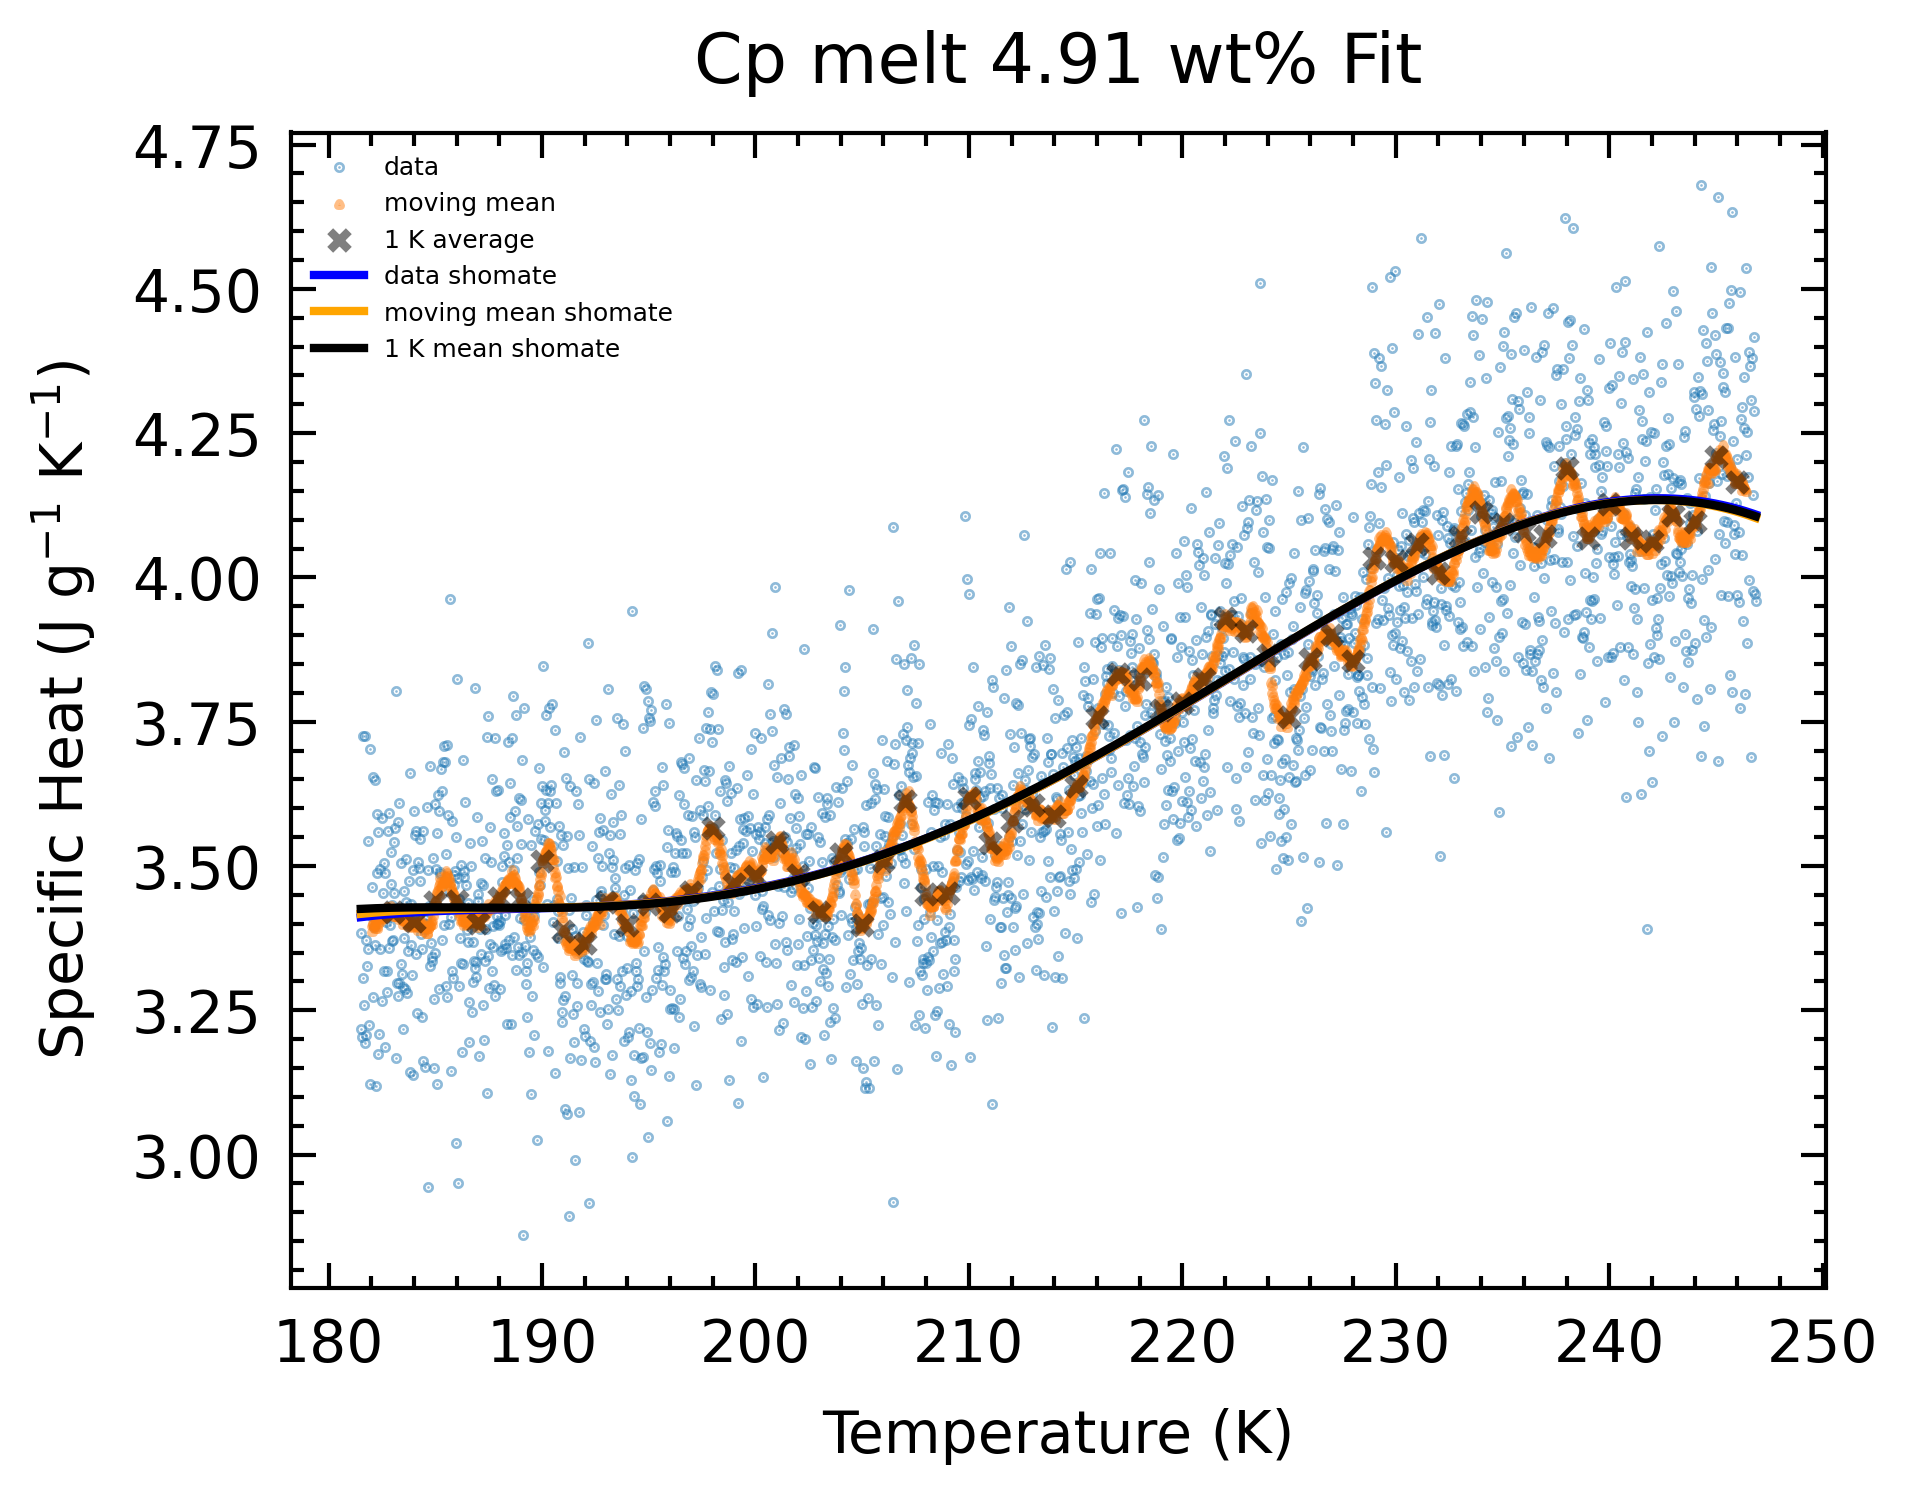 Cp melt 4.91 wt% Fit
4.75
4.50
4.25
4.00
3.75
3.50
3.25
3.00
Specific Heat (J g⁻¹ K⁻¹)
data
moving mean
1 K average
data shomate
moving mean shomate
1 K mean shomate
180 190 200 210 220 230 240 250
Temperature (K)